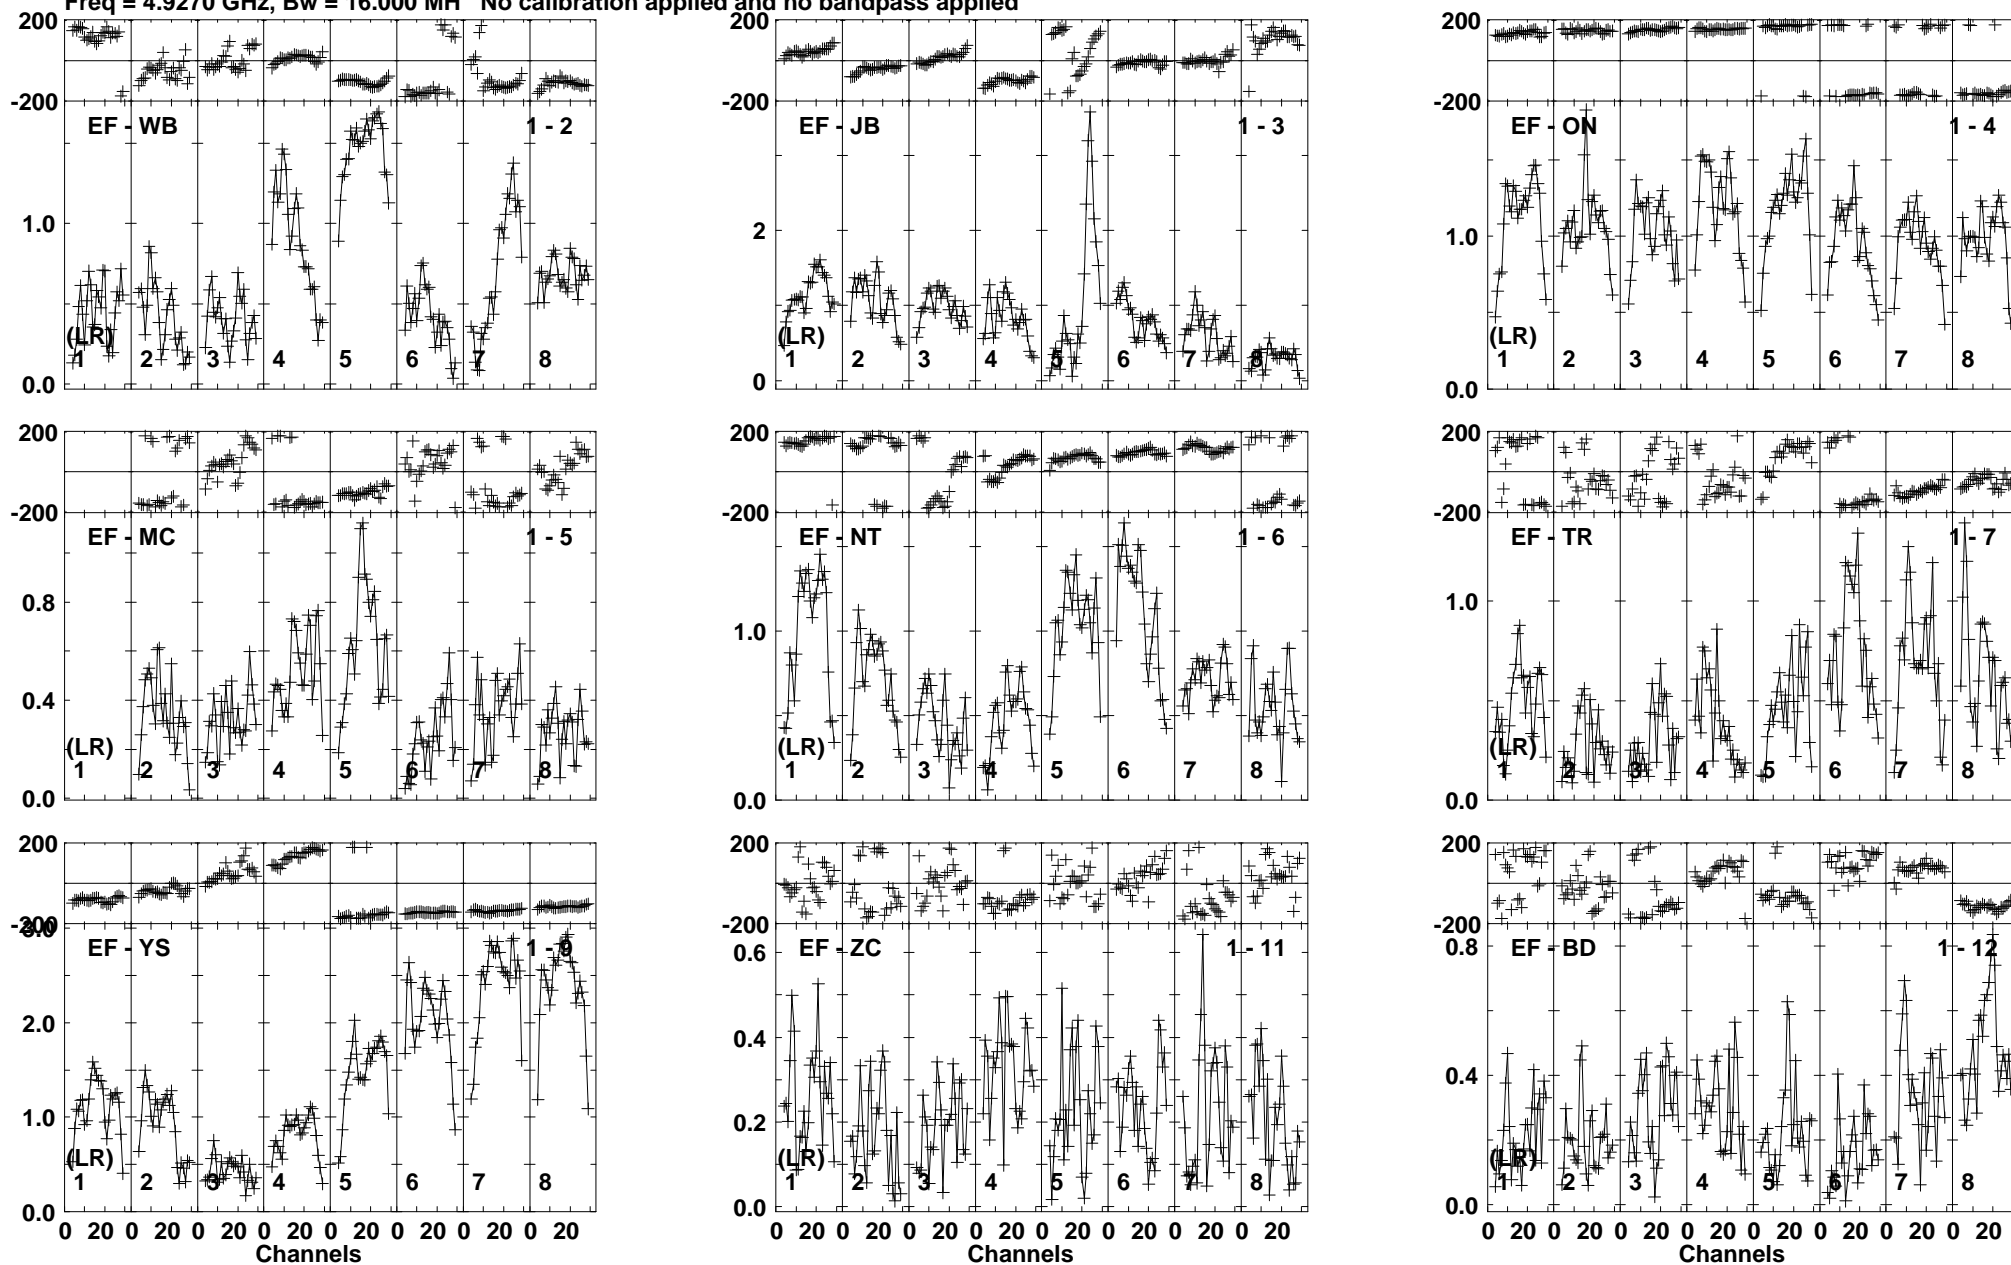 Freq = 4.9270 GHz, Bw = 16.000 MH No calibration applied and no bandpass applied
200 200 200
-200 -200 -200
EF - WB 1 - 2 EF - JB 1 - 3 EF - ON 1 - 4
1.0 2 1.0
(LR) (LR) (LR)
1 2 3 4 5 6 7 8 1 2 3 4 5 6 7 8 1 2 3 4 5 6 7 8
0.0 0 0.0
200 200 200
-200 -200 -200
EF - MC 1 - 5 EF - NT 1 - 6 EF - TR 1 - 7
0.8 1.0 1.0
0.4
(LR) (LR) (LR)
1 2 3 4 5 6 7 8 1 2 3 4 5 6 7 8 1 2 3 4 5 6 7 8
0.0 0.0 0.0
200 200 200
-200 -200 -200
3.0 EF - YS 1 - 9 0.6 EF - ZC 1 - 11 0.8 EF - BD 1 - 12
2.0 0.4 0.4
1.0 0.2
(LR) (LR) (LR)
1 2 3 4 5 6 7 8 1 2 3 4 5 6 7 8 1 2 3 4 5 6 7 8
0.0 0.0 0.0
0 20 0 20 0 20 0 20 0 20 0 20 0 20 0 20 0 20 0 20 0 20 0 20 0 20 0 20 0 20 0 20 0 20 0 20 0 20 0 20 0 20 0 20 0 20 0 20
Channels Channels Channels